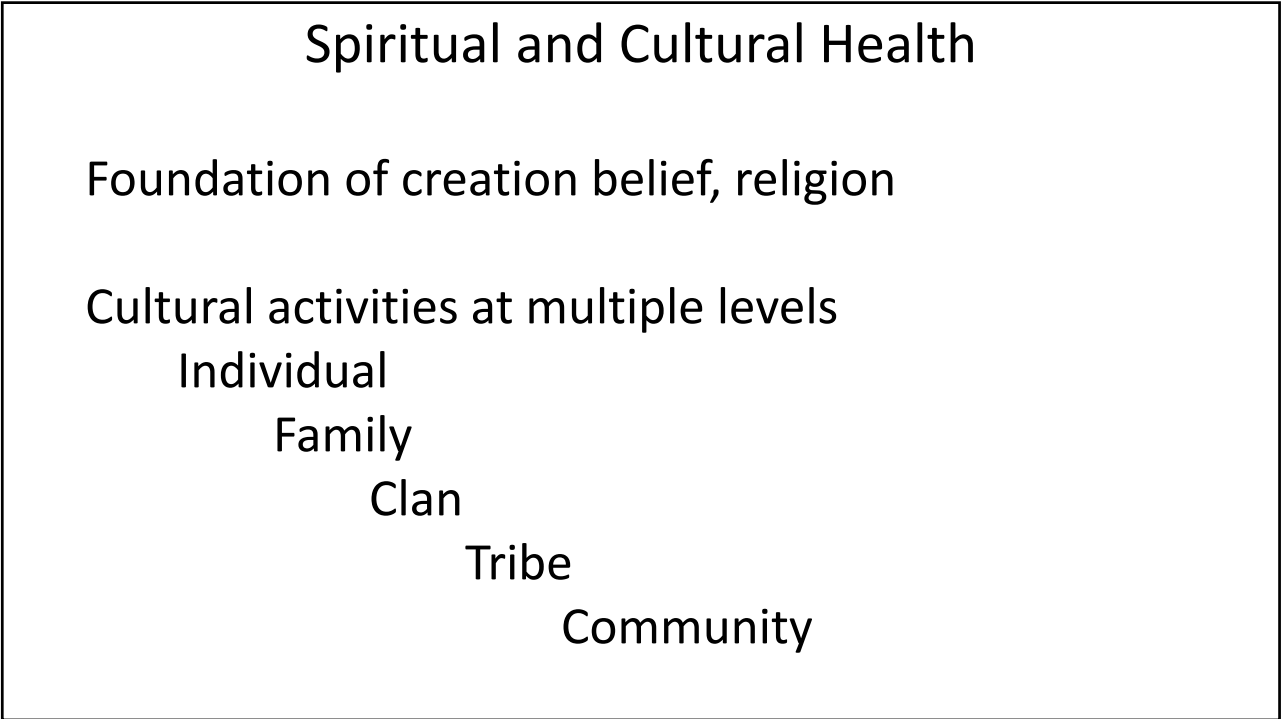 Spiritual and Cultural Health
Foundation of creation belief, religion
Cultural activities at multiple levels
Individual
Family
Clan
Tribe
Community